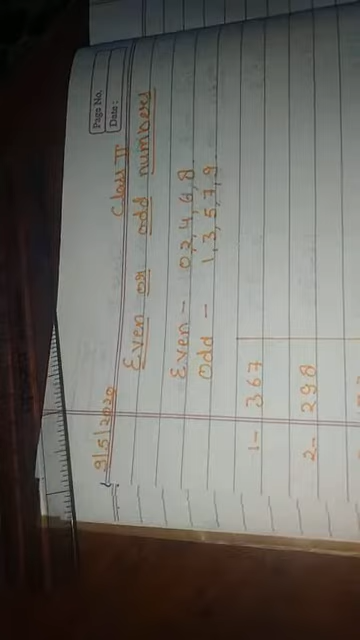 Page No.
Date:
9/5/2020 Class II
Even or odd numbers
Even - 0,2,4,6,8
odd - 1,3,5,7,9.
1- 367
2- 298